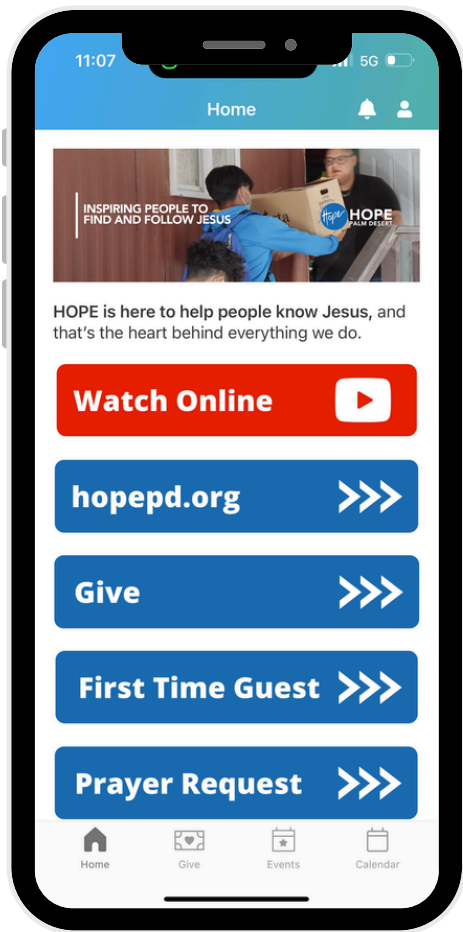 11:07
5G
Home
INSPIRING PEOPLE TO
FIND AND FOLLOW JESUS
Hope
HOPE
PALM DESERT
HOPE is here to help people know Jesus, and
that's the heart behind everything we do.
Watch Online
hopepd.org
Give
First Time Guest
Prayer Request
Home
Give
Events
Calendar